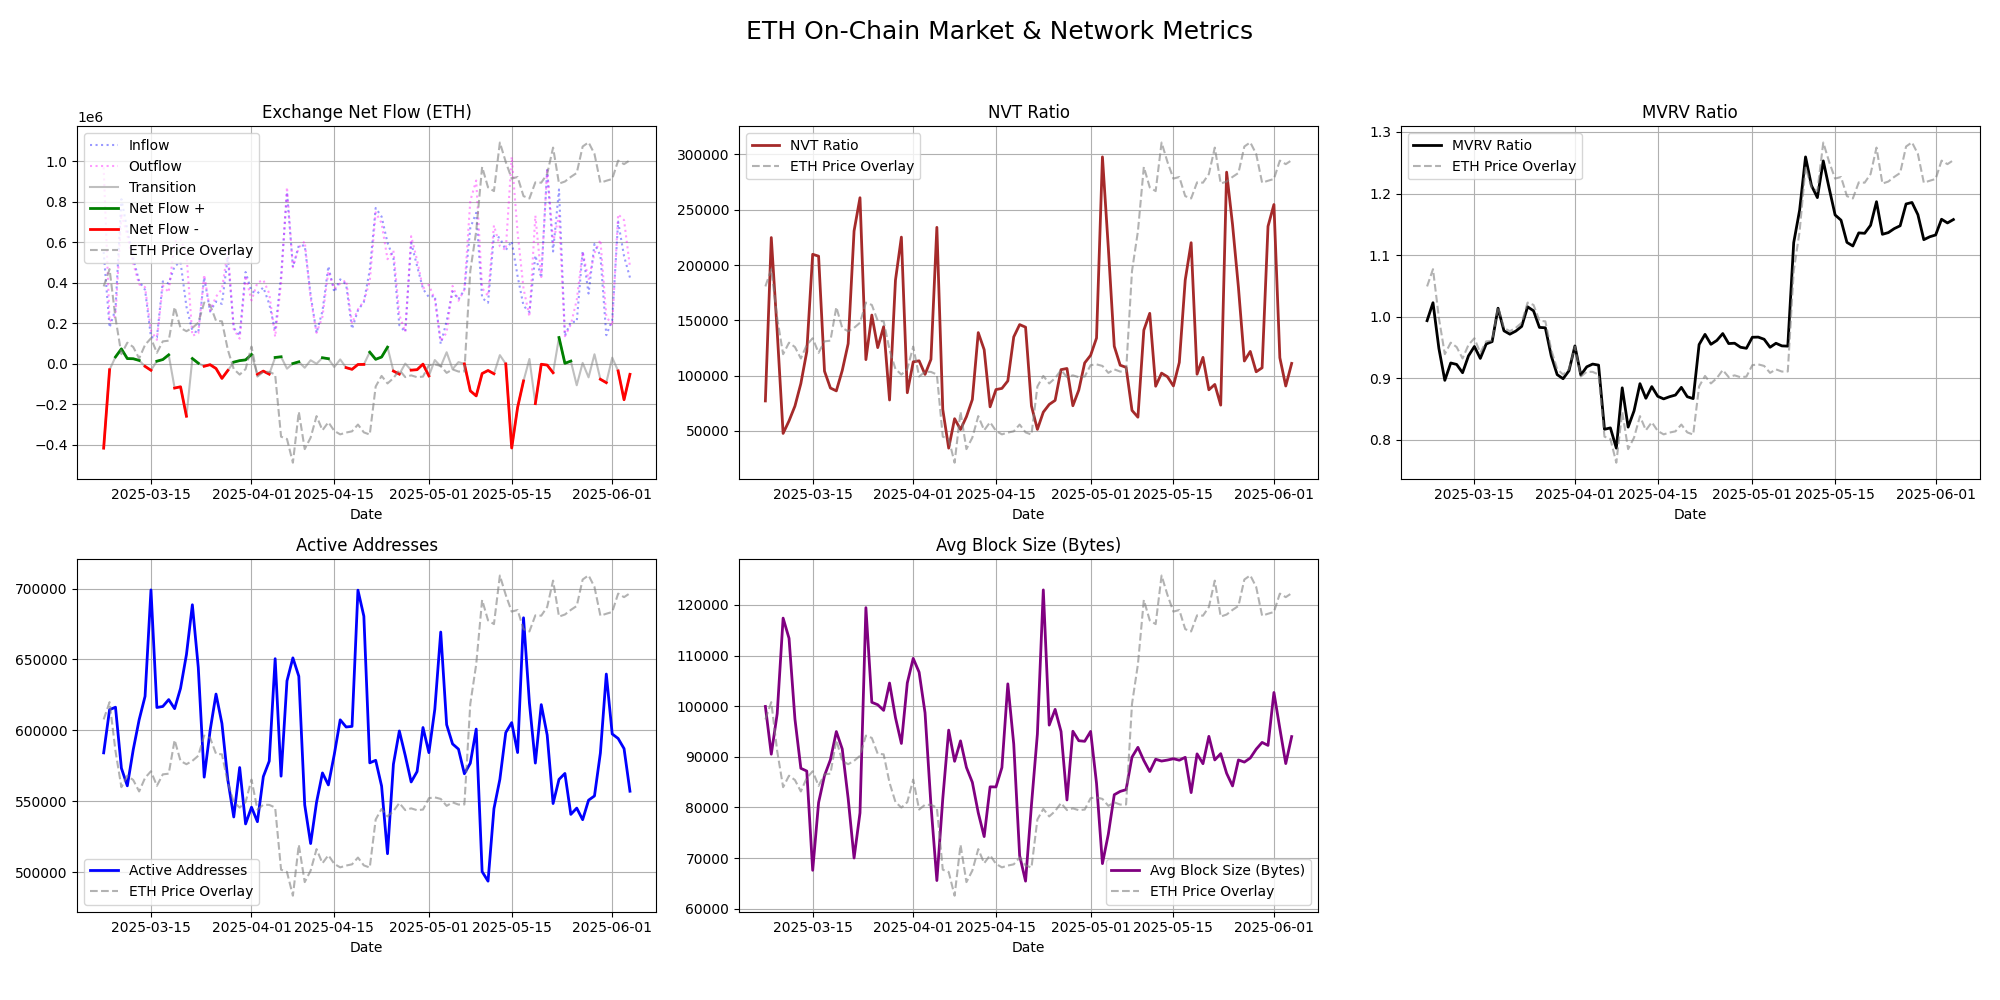 ETH On-Chain Market & Network Metrics
Exchange Net Flow (ETH)
1e6
Inflow
Outflow
Transition
Net Flow +
Net Flow -
ETH Price Overlay
1.0
0.8
0.6
0.4
0.2
0.0
−0.2
−0.4
2025-03-15
2025-04-01
2025-04-15
2025-05-01
2025-05-15
2025-06-01
Date
NVT Ratio
NVT Ratio
ETH Price Overlay
300000
250000
200000
150000
100000
50000
2025-03-15
2025-04-01
2025-04-15
2025-05-01
2025-05-15
2025-06-01
Date
MVRV Ratio
MVRV Ratio
ETH Price Overlay
1.3
1.2
1.1
1.0
0.9
0.8
2025-03-15
2025-04-01
2025-04-15
2025-05-01
2025-05-15
2025-06-01
Date
Active Addresses
700000
650000
600000
550000
500000
Active Addresses
ETH Price Overlay
2025-03-15
2025-04-01
2025-04-15
2025-05-01
2025-05-15
2025-06-01
Date
Avg Block Size (Bytes)
120000
110000
100000
90000
80000
70000
60000
Avg Block Size (Bytes)
ETH Price Overlay
2025-03-15
2025-04-01
2025-04-15
2025-05-01
2025-05-15
2025-06-01
Date